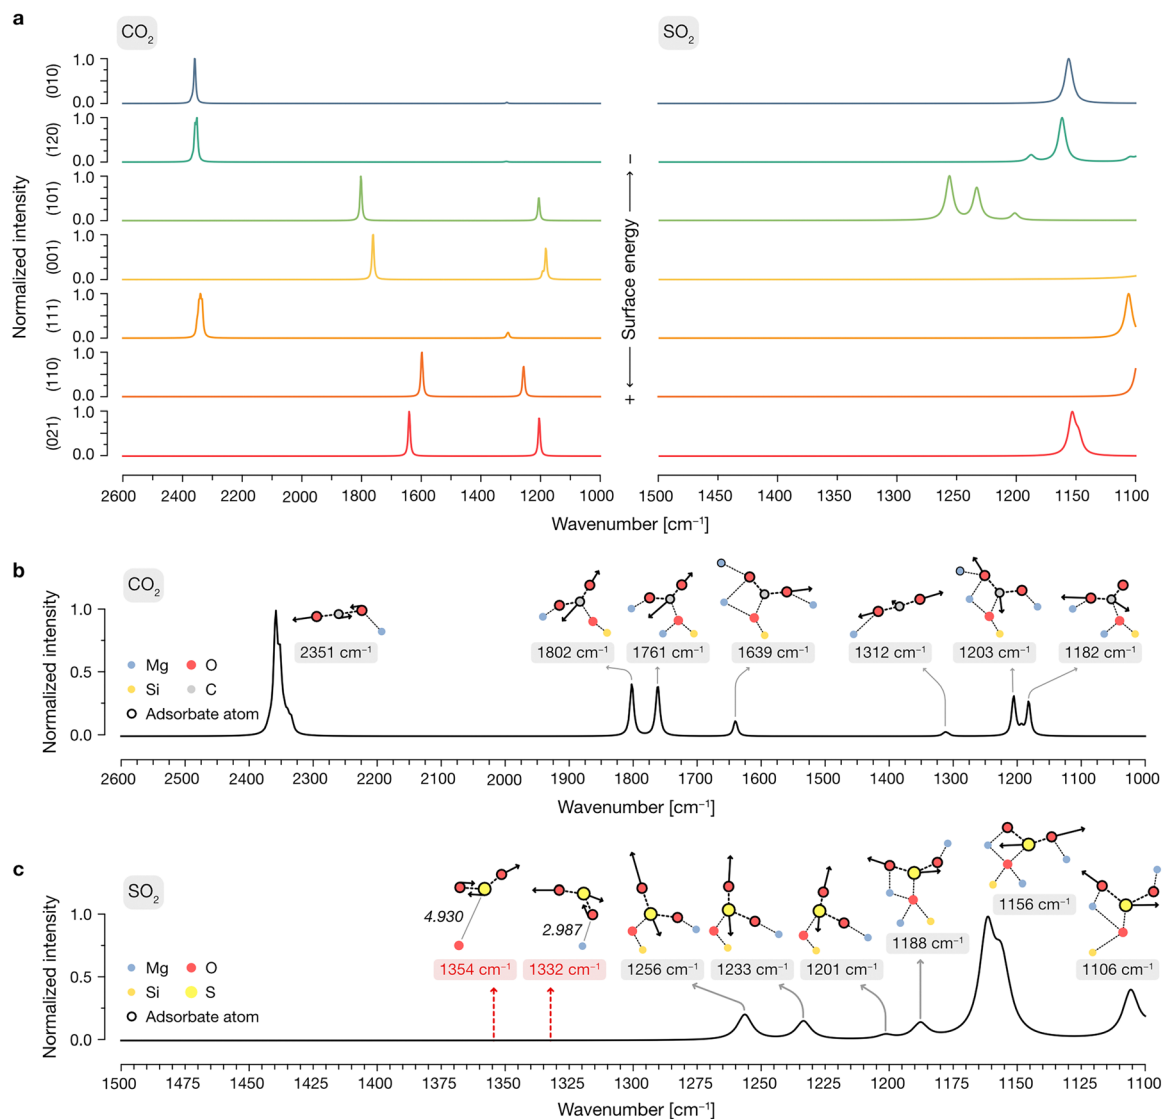 a
CO2
SO2
Normalized intensity
(010)
1.0
0.0
(120)
1.0
0.0
(101)
1.0
0.0
(001)
1.0
0.0
(111)
1.0
0.0
(110)
1.0
0.0
(021)
1.0
0.0
− Surface energy +
2600 2400 2200 2000 1800 1600 1400 1200 1000
Wavenumber [cm−1]
1500 1450 1400 1350 1300 1250 1200 1150 1100
Wavenumber [cm−1]
b
CO2
Normalized intensity
1.0
0.5
0.0
Mg O
Si C
Adsorbate atom
2351 cm−1
1802 cm−1
1761 cm−1
1639 cm−1
1312 cm−1
1203 cm−1
1182 cm−1
2600 2500 2400 2300 2200 2100 2000 1900 1800 1700 1600 1500 1400 1300 1200 1100 1000
Wavenumber [cm−1]
c
SO2
Normalized intensity
1.0
0.5
0.0
Mg O
Si S
Adsorbate atom
4.930
2.987
1354 cm−1
1332 cm−1
1256 cm−1
1233 cm−1
1201 cm−1
1188 cm−1
1156 cm−1
1106 cm−1
1500 1475 1450 1425 1400 1375 1350 1325 1300 1275 1250 1225 1200 1175 1150 1125 1100
Wavenumber [cm−1]